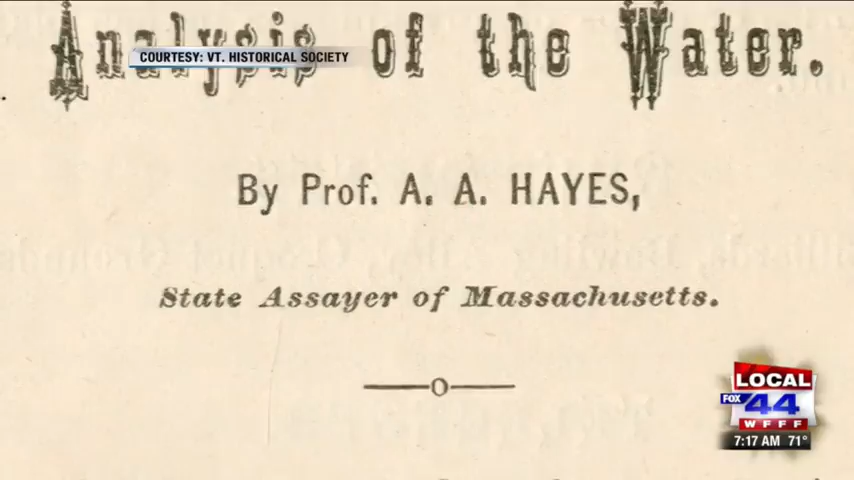 Analysis of the Water.
COURTESY: VT. HISTORICAL SOCIETY
By Prof. A. A. HAYES,
State Assayer of Massachusetts.
LOCAL
FOX 44
WFFF
7:17 AM 71°